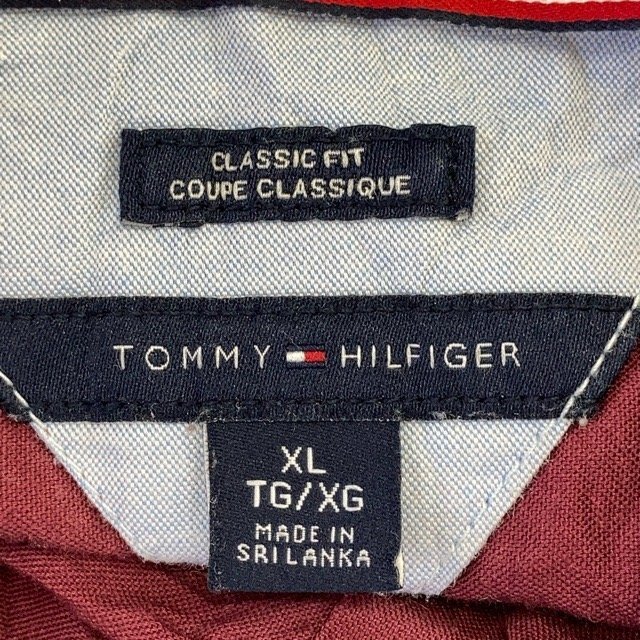 CLASSIC FIT
COUPE CLASSIQUE
TOMMY HILFIGER
XL
TG/XG
MADE IN
SRI LANKA